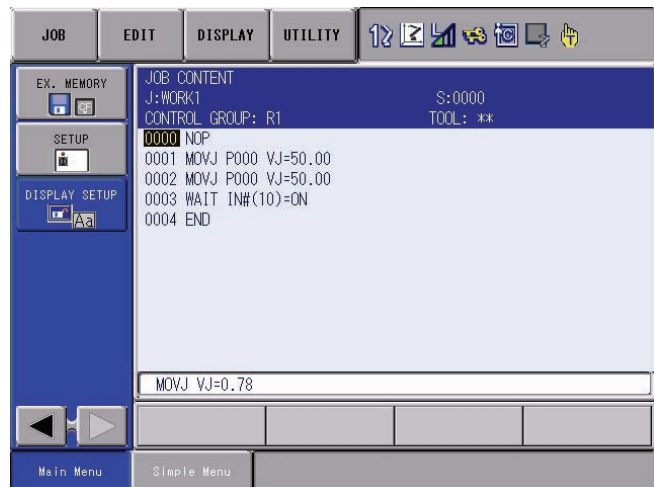 JOB EDIT DISPLAY UTILITY
EX. MEMORY
CF
SETUP
DISPLAY SETUP
Aa
JOB CONTENT
J:WORK1 S:0000
CONTROL GROUP: R1 TOOL: **
0000 NOP
0001 MOVJ P000 VJ=50.00
0002 MOVJ P000 VJ=50.00
0003 WAIT IN#(10)=ON
0004 END
MOVJ VJ=0.78
Main Menu Simple Menu